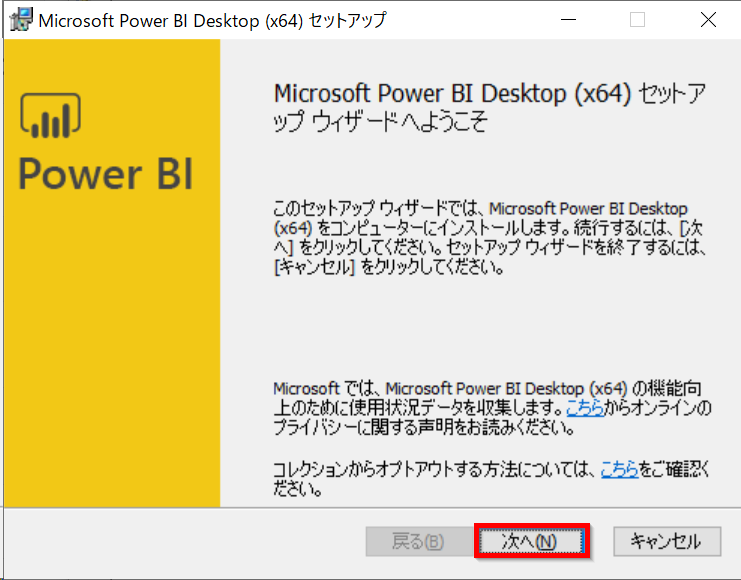 Microsoft Power BI Desktop (x64) セットアップ
Power BI
Microsoft Power BI Desktop (x64) セットア
ップ ウィザードへようこそ
このセットアップ ウィザードでは、Microsoft Power BI Desktop
(x64) をコンピューターにインストールします。続行するには、[次
へ] をクリックしてください。セットアップ ウィザードを終了するには、
[キャンセル] をクリックしてください。
Microsoft では、Microsoft Power BI Desktop (x64) の機能向
上のために使用状況データを収集します。こちらからオンラインの
プライバシーに関する声明をお読みください。
コレクションからオプトアウトする方法については、こちらをご確認く
ださい。
戻る(B)
次へ(N)
キャンセル